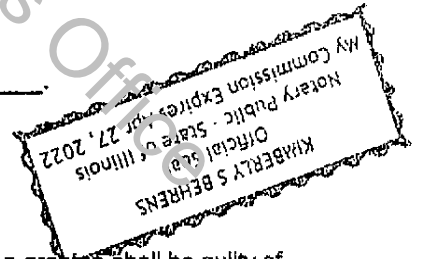 s Office
KIMBERLY S BEHRENS
Official Seal
Notary Public - State of Illinois
My Commission Expires Apr 27, 2022
shall be guilty of